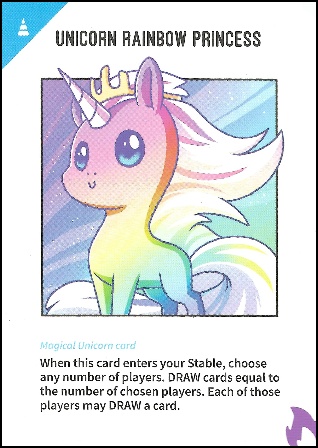 UNICORN RAINBOW PRINCESS
Magical Unicorn card
When this card enters your Stable, choose
any number of players. DRAW cards equal to
the number of chosen players. Each of those
players may DRAW a card.